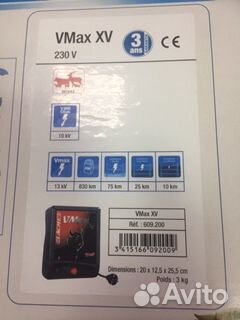 VMax XV
230 V
3
ans
CE
10 kV
Vmax
13 kV
830 km
75 km
25 km
10 km
VMax XV
Réf. : 609.200
3 415166 092009
LACME
VMax
Dimensions : 20 x 12,5 x 25,5 cm
Poids : 3 kg
Avito